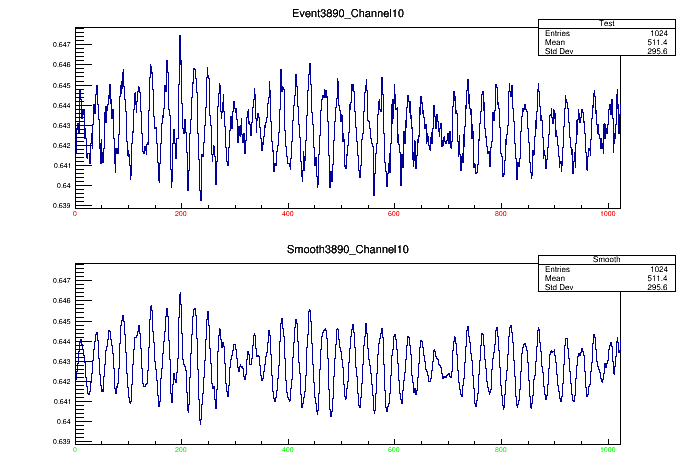 Event3890_Channel10
Test
Entries 1024
Mean 511.4
Std Dev 295.6
0.647
0.646
0.645
0.644
0.643
0.642
0.641
0.64
0.639
0 200 400 600 800 1000
Smooth3890_Channel10
Smooth
Entries 1024
Mean 511.4
Std Dev 295.6
0.647
0.646
0.645
0.644
0.643
0.642
0.641
0.64
0.639
0 200 400 600 800 1000